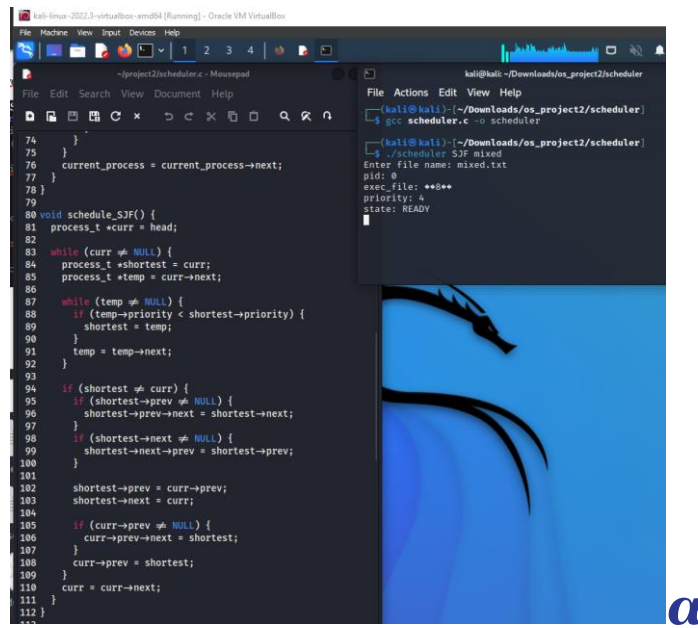 kali-linux-2022.3-virtualbox-amd64 [Running] - Oracle VM VirtualBox
File Machine View Input Devices Help
1 2 3 4
~/project2/scheduler.c - Mousepad
File Edit Search View Document Help
74 }
75 }
76 current_process = current_process→next;
77 }
78 }
79
80 void schedule_SJF() {
81 process_t *curr = head;
82
83 while (curr ≠ NULL) {
84 process_t *shortest = curr;
85 process_t *temp = curr→next;
86
87 while (temp ≠ NULL) {
88 if (temp→priority < shortest→priority) {
89 shortest = temp;
90 }
91 temp = temp→next;
92 }
93
94 if (shortest ≠ curr) {
95 if (shortest→prev ≠ NULL) {
96 shortest→prev→next = shortest→next;
97 }
98 if (shortest→next ≠ NULL) {
99 shortest→next→prev = shortest→prev;
100 }
101
102 shortest→prev = curr→prev;
103 shortest→next = curr;
104
105 if (curr→prev ≠ NULL) {
106 curr→prev→next = shortest;
107 }
108 curr→prev = shortest;
109 }
110 curr = curr→next;
111 }
112 }
kali@kali: ~/Downloads/os_project2/scheduler
File Actions Edit View Help
(kali㉿kali)-[~/Downloads/os_project2/scheduler]
$ gcc scheduler.c -o scheduler
(kali㉿kali)-[~/Downloads/os_project2/scheduler]
$ ./scheduler SJF mixed
Enter file name: mixed.txt
pid: 0
exec_file: ◆◆8◆◆
priority: 4
state: READY
a